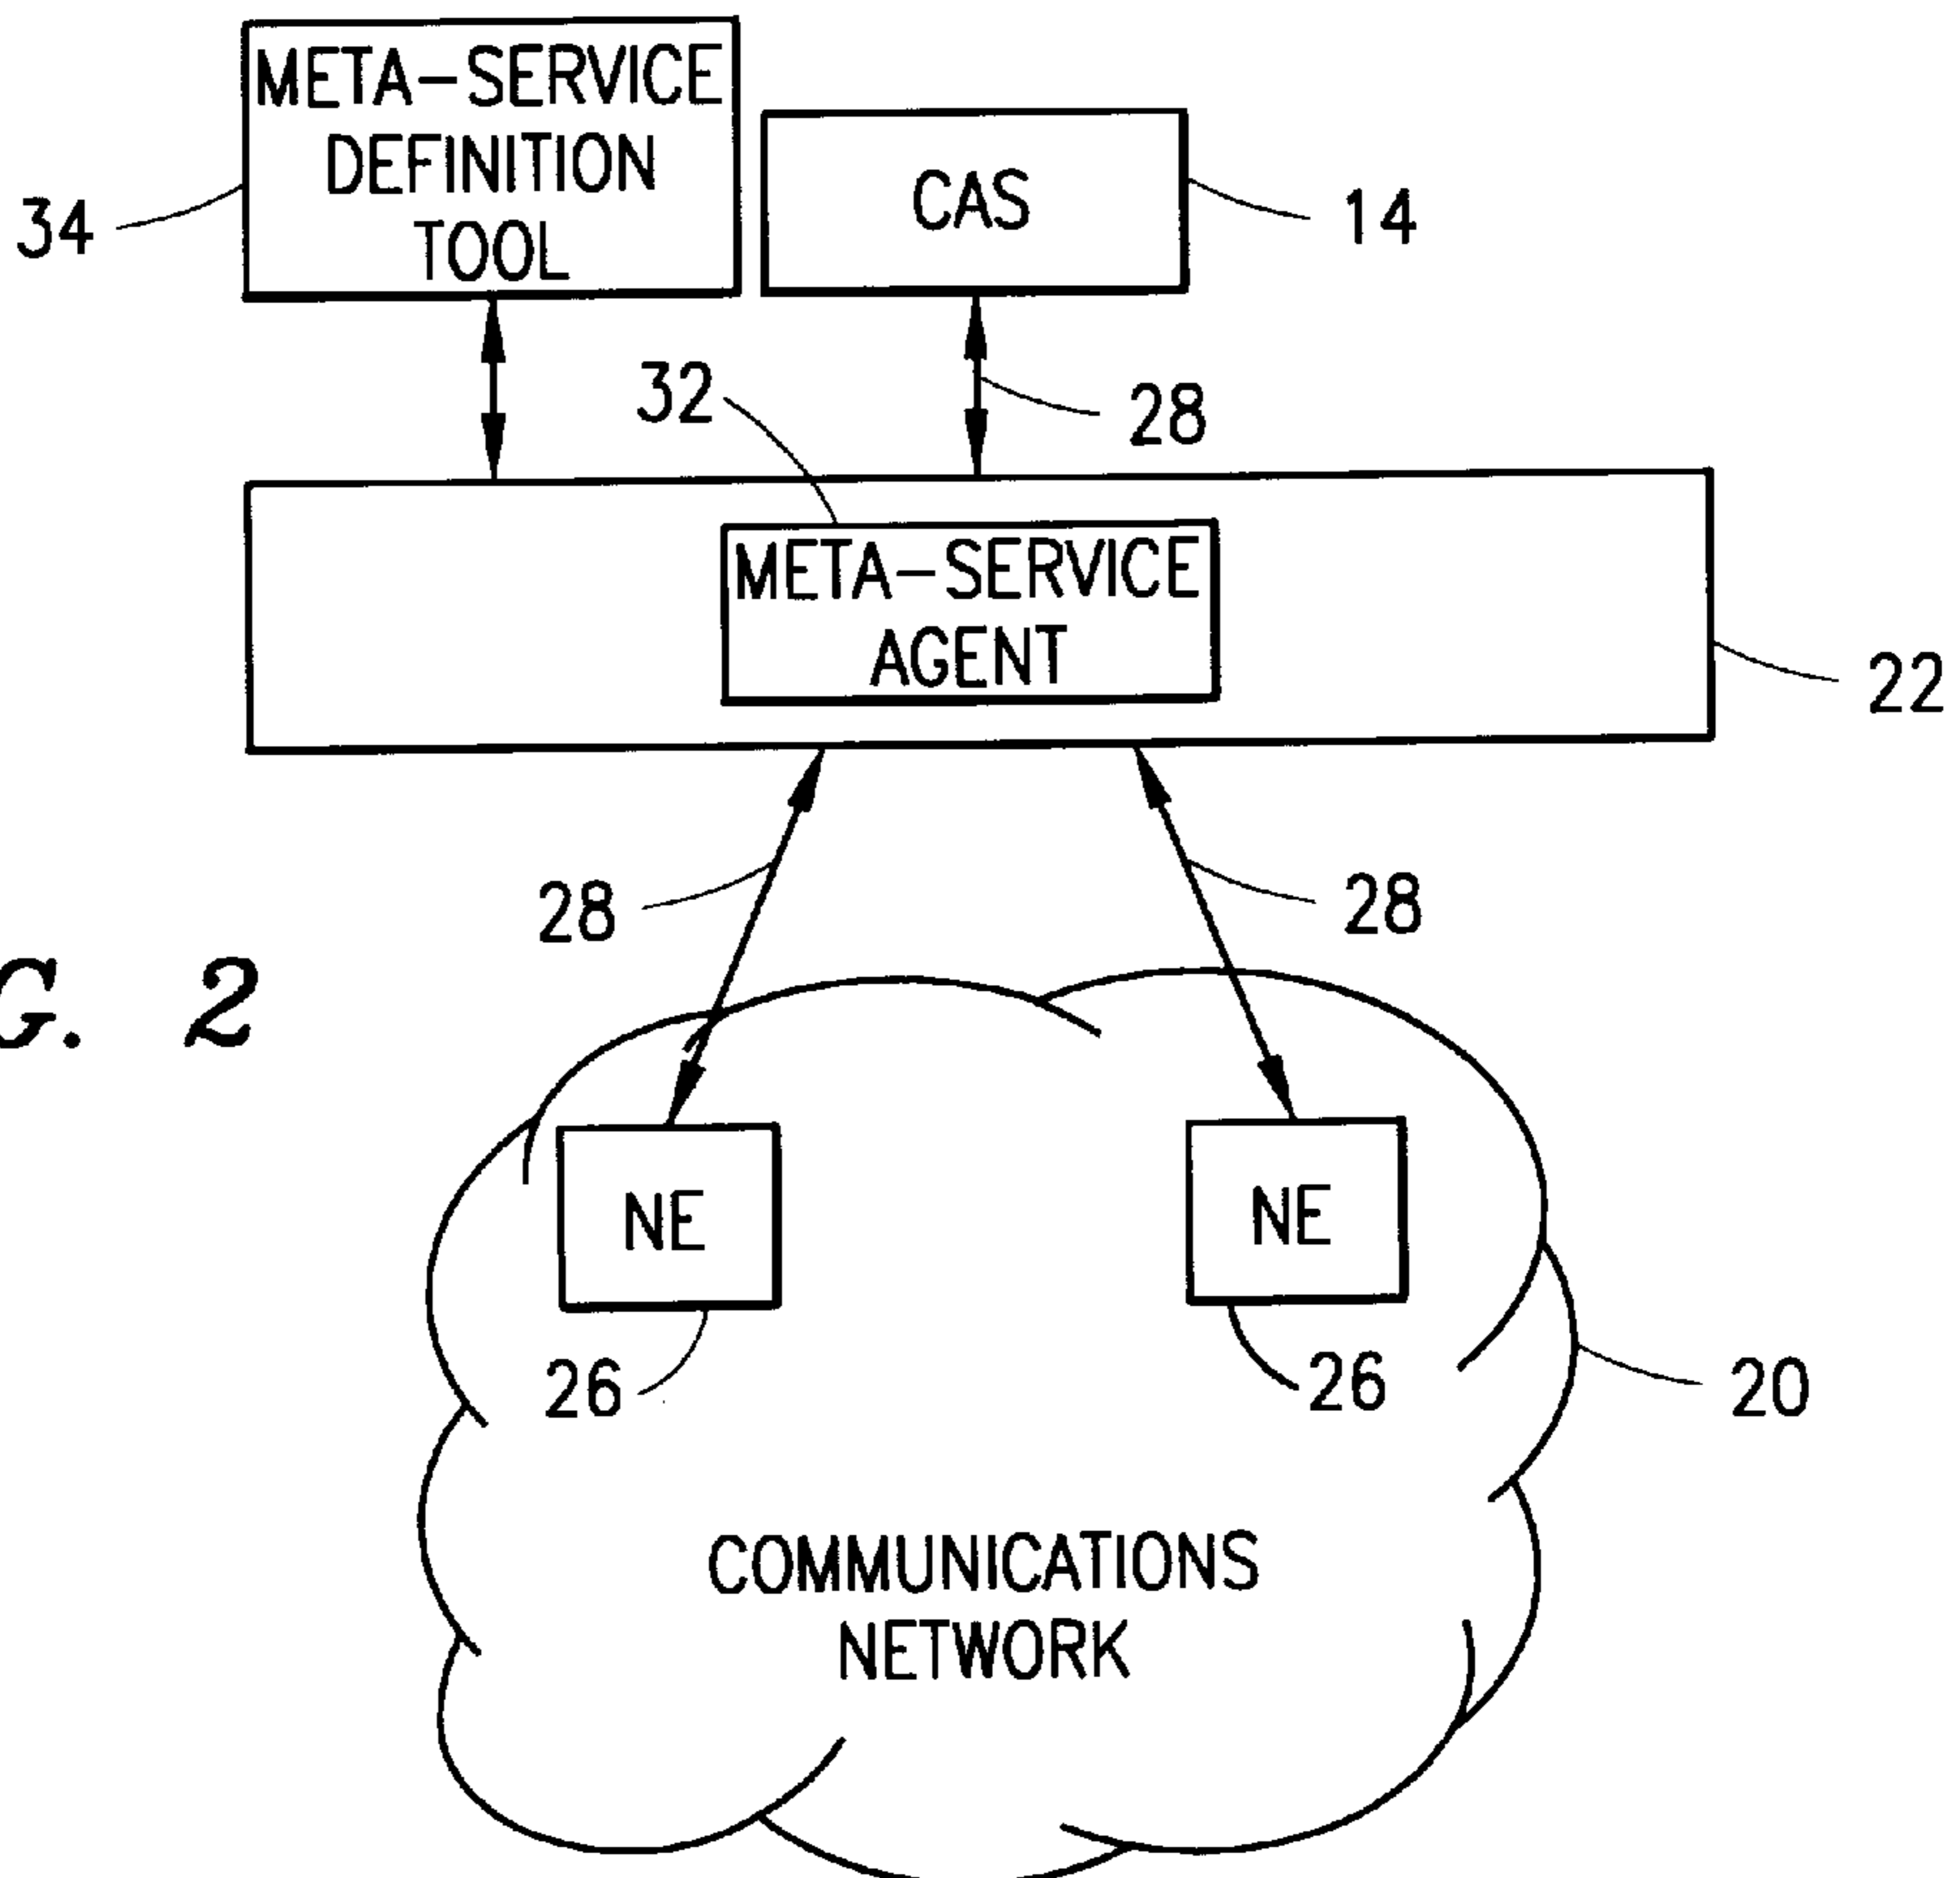 META-SERVICE
DEFINITION
TOOL
CAS
34
14
32
28
META-SERVICE
AGENT
22
28
28
G. 2
NE
NE
26
26
20
COMMUNICATIONS
NETWORK